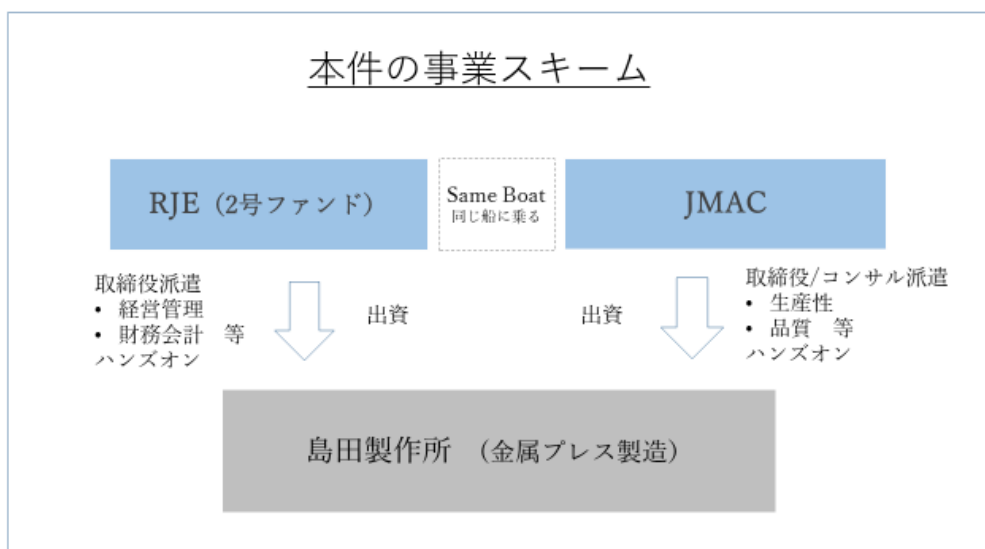 本件の事業スキーム
RJE（2号ファンド）
Same Boat
同じ船に乗る
JMAC
取締役派遣
• 経営管理
• 財務会計　等
ハンズオン
出資
出資
取締役/コンサル派遣
• 生産性
• 品質　等
ハンズオン
島田製作所　（金属プレス製造）